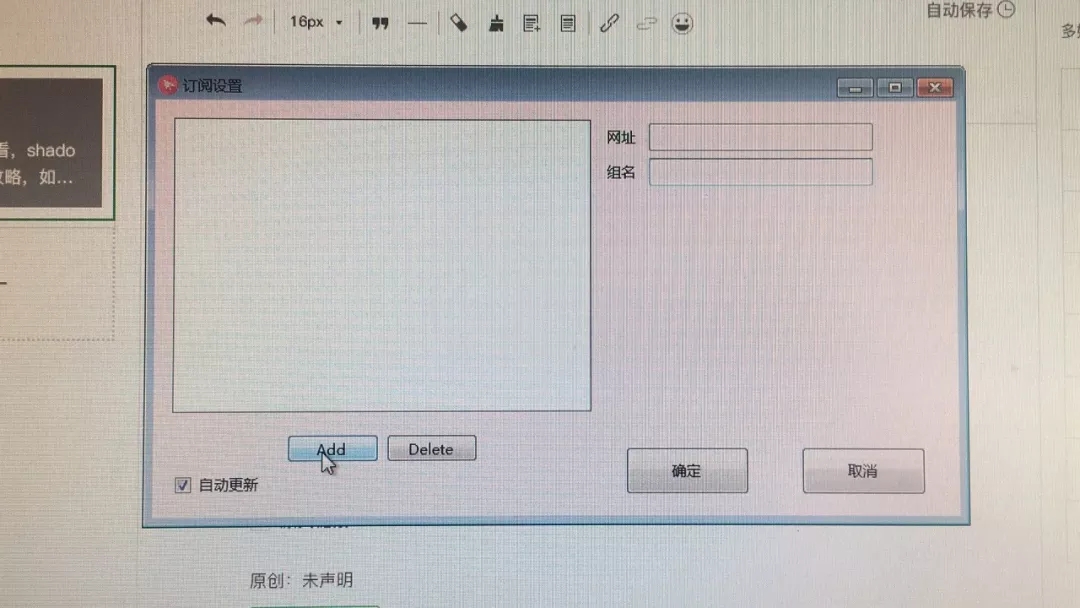 16px
自动保存
多
订阅设置
看，shado
攻略，如...
网址
组名
Add
Delete
自动更新
确定
取消
原创：未声明